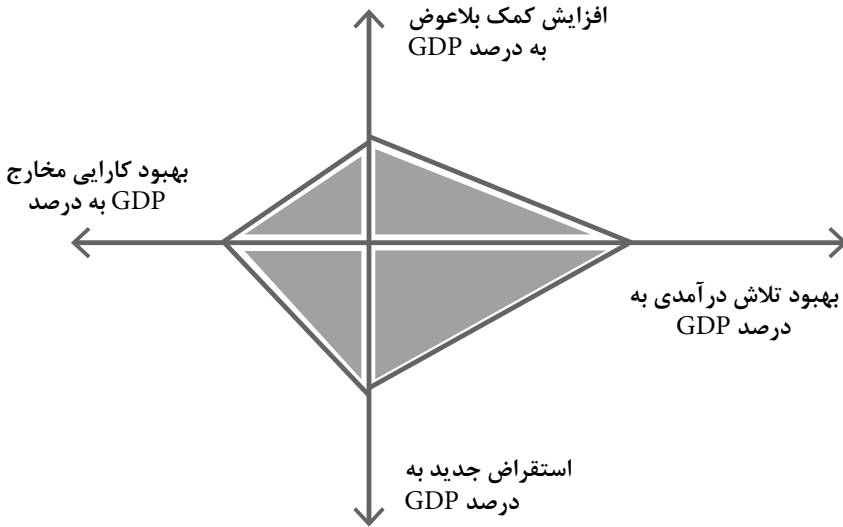 افزایش کمک بلاعوض
به درصد GDP
بهبود کارایی مخارج
به درصد GDP
بهبود تلاش درآمدی به
درصد GDP
استقراض جدید به
درصد GDP